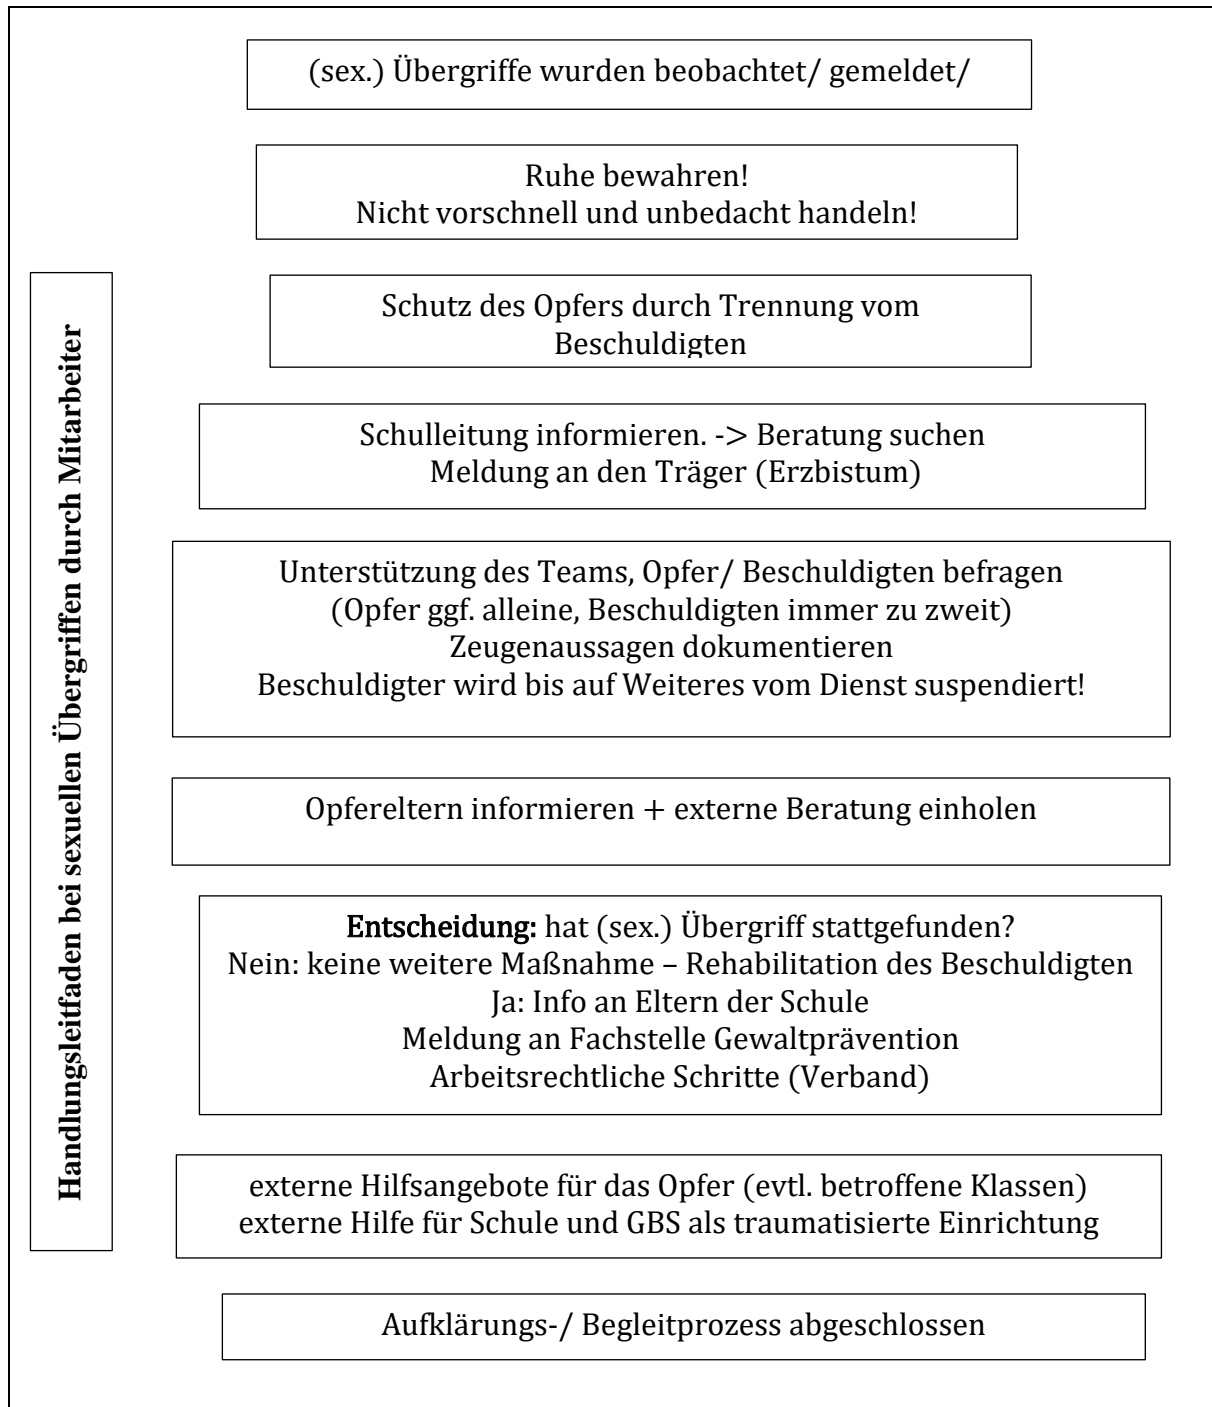 (sex.) Übergriffe wurden beobachtet/ gemeldet/
Ruhe bewahren!
Nicht vorschnell und unbedacht handeln!
Schutz des Opfers durch Trennung vom
Beschuldigten
Schulleitung informieren. -> Beratung suchen
Meldung an den Träger (Erzbistum)
Unterstützung des Teams, Opfer/ Beschuldigten befragen
(Opfer ggf. alleine, Beschuldigten immer zu zweit)
Zeugenaussagen dokumentieren
Beschuldigter wird bis auf Weiteres vom Dienst suspendiert!
Opfereltern informieren + externe Beratung einholen
Entscheidung: hat (sex.) Übergriff stattgefunden?
Nein: keine weitere Maßnahme – Rehabilitation des Beschuldigten
Ja: Info an Eltern der Schule
Meldung an Fachstelle Gewaltprävention
Arbeitsrechtliche Schritte (Verband)
externe Hilfsangebote für das Opfer (evtl. betroffene Klassen)
externe Hilfe für Schule und GBS als traumatisierte Einrichtung
Aufklärungs-/ Begleitprozess abgeschlossen
Handlungsleitfaden bei sexuellen Übergriffen durch Mitarbeiter